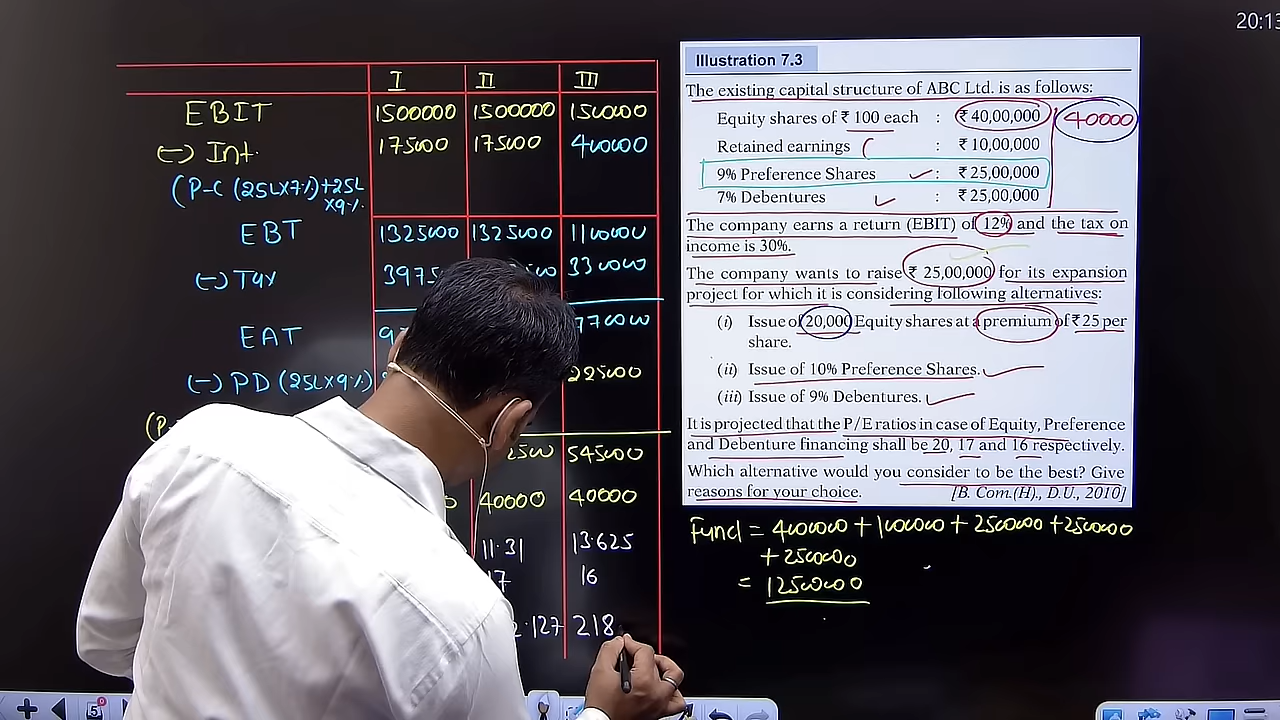 20:13
I II III
EBIT 1500000 1500000 1500000
(-) Int. 175000 175000 400000
(P-C (25L×7%)+25L
×9%
EBT 1325000 1325000 1100000
(-) Tax 3975 330000
EAT 770000
(-) PD (25L×9%) 225000
2500 545000
40000 40000
11.31 13.625
17 16
2.127 218
Illustration 7.3
The existing capital structure of ABC Ltd. is as follows:
Equity shares of ₹ 100 each : ₹ 40,00,000 40000
Retained earnings : ₹ 10,00,000
9% Preference Shares : ₹ 25,00,000
7% Debentures : ₹ 25,00,000
The company earns a return (EBIT) of 12% and the tax on
income is 30%.
The company wants to raise ₹ 25,00,000 for its expansion
project for which it is considering following alternatives:
(i) Issue of 20,000 Equity shares at a premium of ₹ 25 per
share.
(ii) Issue of 10% Preference Shares.
(iii) Issue of 9% Debentures.
It is projected that the P/E ratios in case of Equity, Preference
and Debenture financing shall be 20, 17 and 16 respectively.
Which alternative would you consider to be the best? Give
reasons for your choice. [B. Com.(H)., D.U., 2010]
Fund = 4000000 + 1000000 + 2500000 + 2500000
+ 2500000
= 12500000